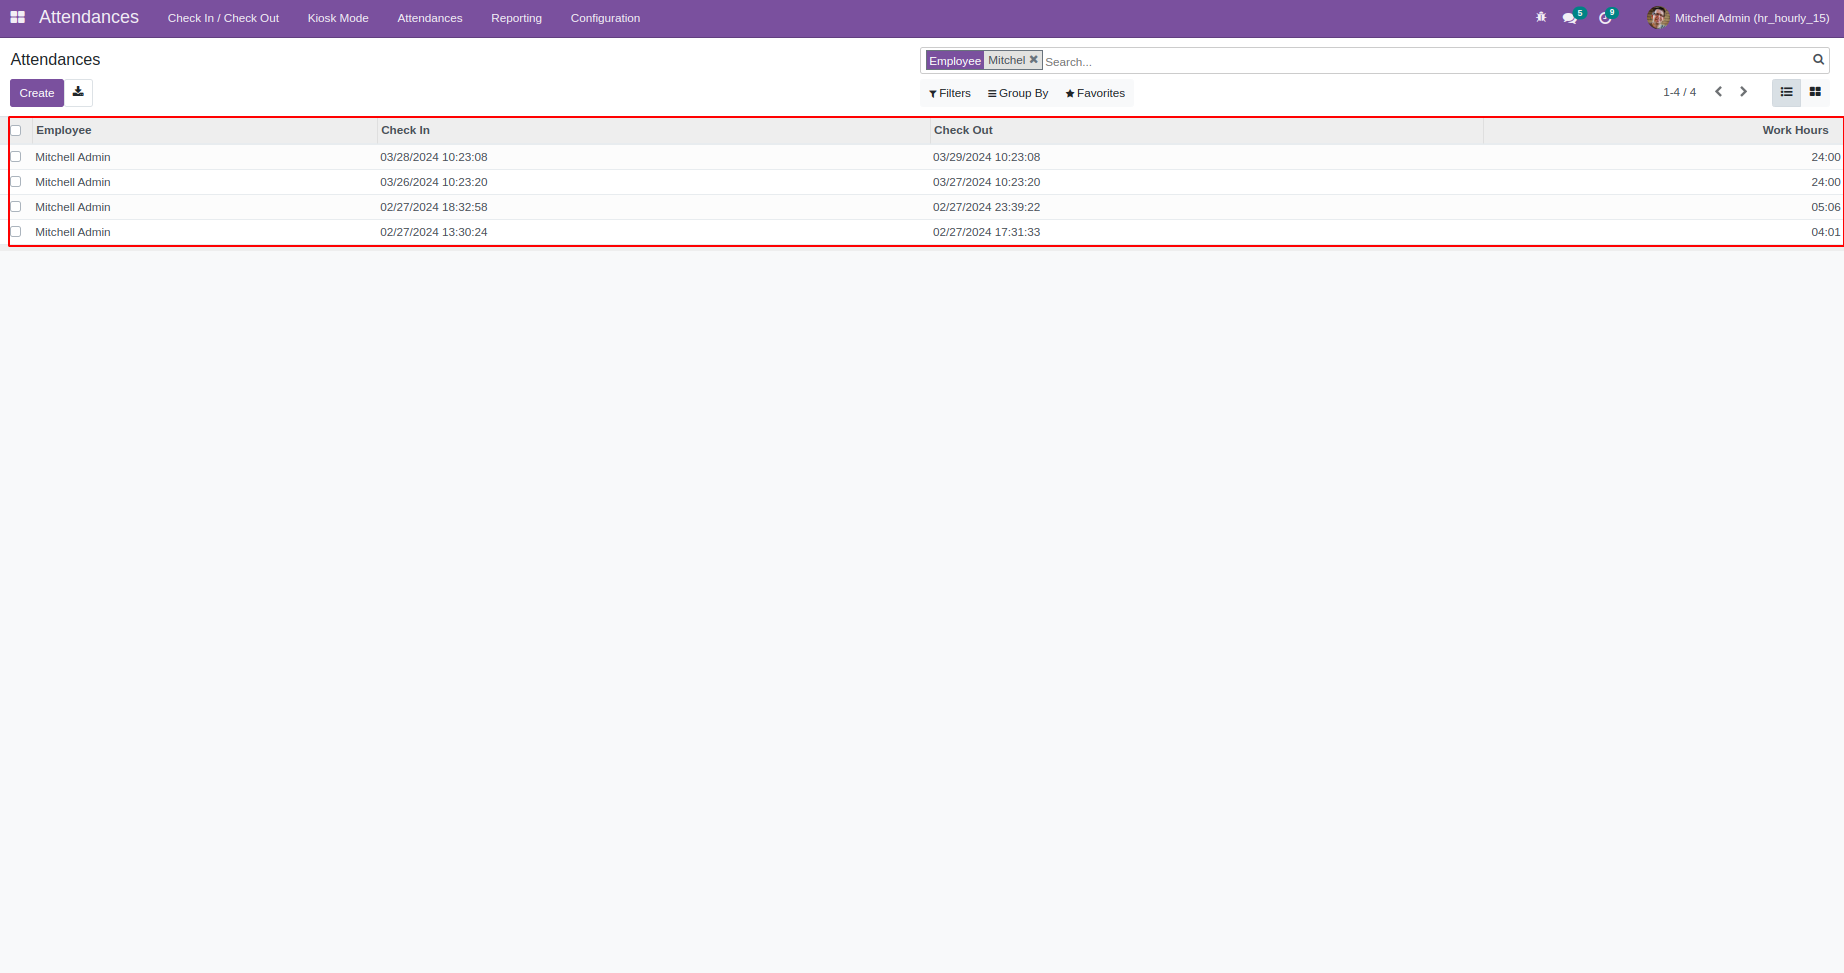 Attendances Check In / Check Out Kiosk Mode Attendances Reporting Configuration 5 9 Mitchell Admin (hr_hourly_15)
Attendances
Employee Mitchel Search...
Create
Filters Group By Favorites 1-4 / 4
Employee Check In Check Out Work Hours
Mitchell Admin 03/28/2024 10:23:08 03/29/2024 10:23:08 24:00
Mitchell Admin 03/26/2024 10:23:20 03/27/2024 10:23:20 24:00
Mitchell Admin 02/27/2024 18:32:58 02/27/2024 23:39:22 05:06
Mitchell Admin 02/27/2024 13:30:24 02/27/2024 17:31:33 04:01